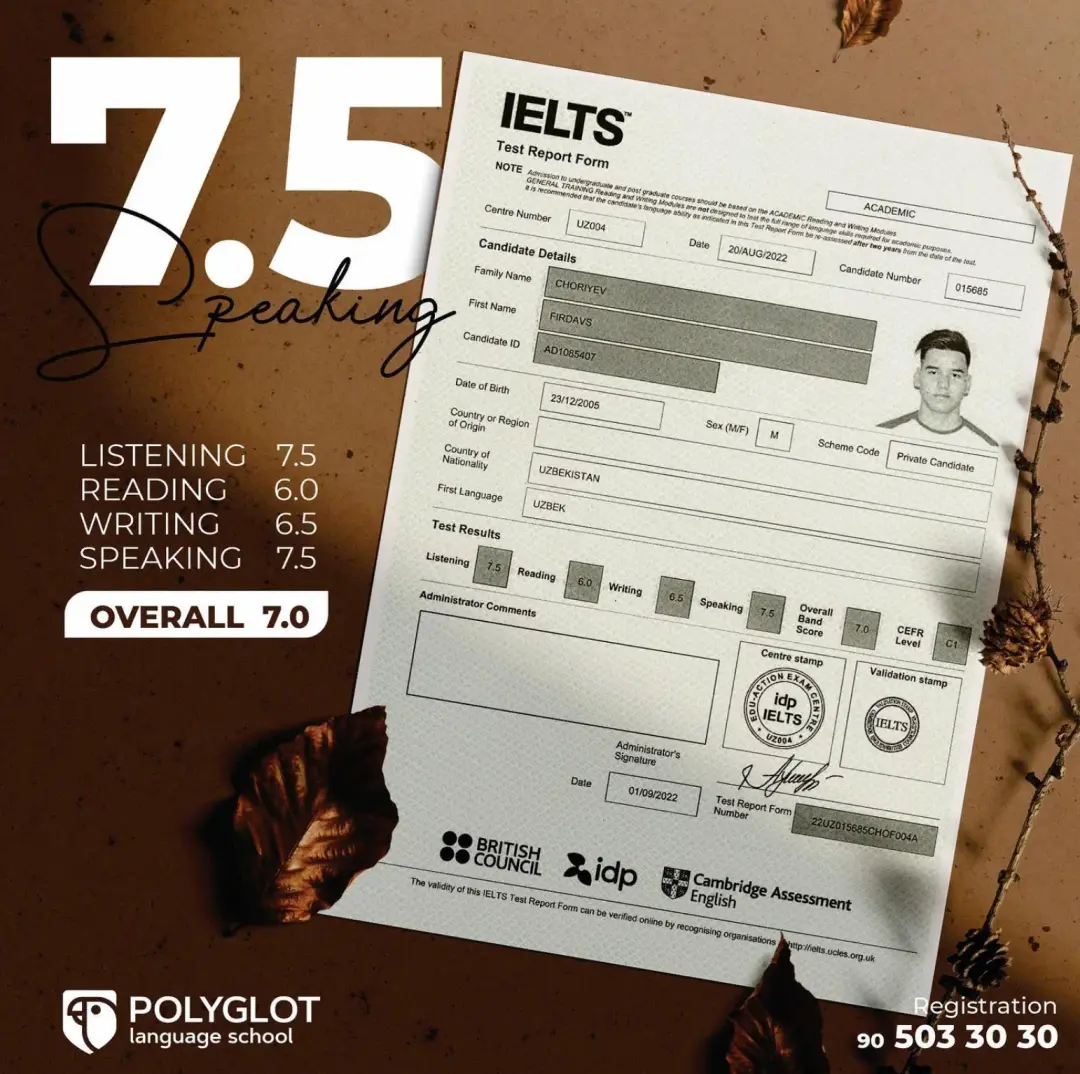 7.5
Speaking
LISTENING 7.5
READING 6.0
WRITING 6.5
SPEAKING 7.5
OVERALL 7.0
IELTS™
Test Report Form
ACADEMIC
NOTE Admission to undergraduate and post graduate courses should be based on the ACADEMIC Reading and Writing Modules.
GENERAL TRAINING Reading and Writing Modules are not designed to test the full range of language skills required for academic purposes.
It is recommended that the candidate's language ability as indicated in this Test Report Form be re-assessed after two years from the date of the test.
Centre Number UZ004 Date 20/AUG/2022 Candidate Number 015685
Candidate Details
Family Name CHORIYEV
First Name FIRDAVS
Candidate ID AD1085407
Date of Birth 23/12/2005 Sex (M/F) M Scheme Code Private Candidate
Country or Region
of Origin
Country of
Nationality UZBEKISTAN
First Language UZBEK
Test Results
Listening 7.5 Reading 6.0 Writing 6.5 Speaking 7.5 Overall Band Score 7.0 CEFR Level C1
Administrator Comments
Centre stamp
Validation stamp
EDU-ACTION EXAM CENTRE
idp
IELTS
UZ004
IELTS
Administrator's
Signature
Date 01/09/2022
Test Report Form
Number 22UZ015685CHOF004A
BRITISH
COUNCIL
idp
Cambridge Assessment
English
The validity of this IELTS Test Report Form can be verified online by recognising organisations http://ielts.ucles.org.uk
POLYGLOT
language school
Registration
90 503 30 30